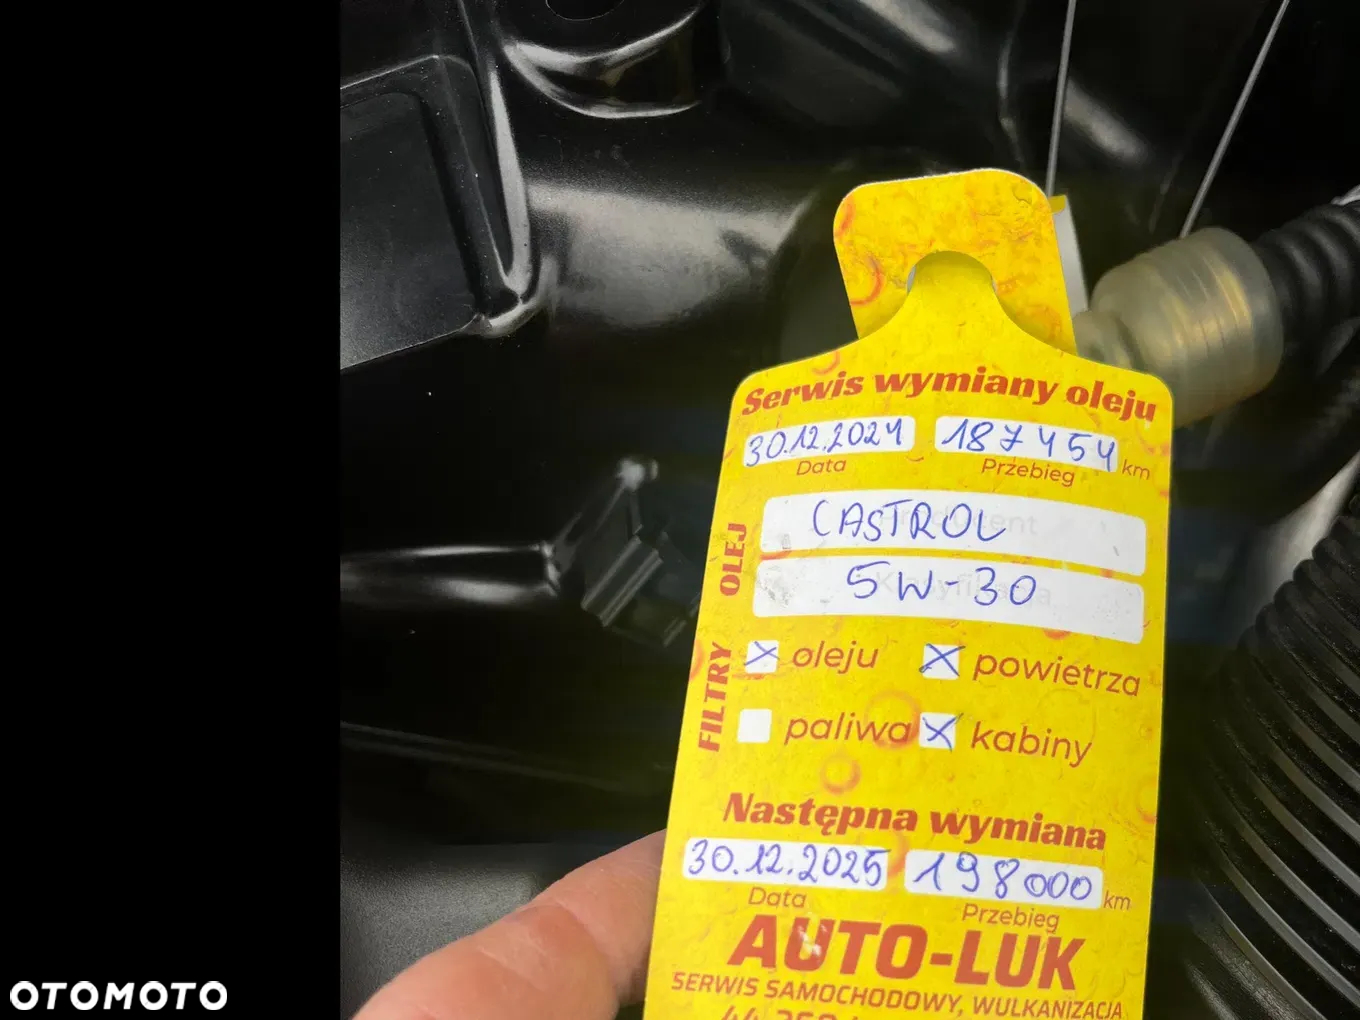 Serwis wymiany oleju
30.12.2024 187454 km
Data Przebieg
OLEJ
CASTROL
5W-30
FILTRY
oleju powietrza
paliwa kabiny
Następna wymiana
30.12.2025 198000 km
Data Przebieg
AUTO-LUK
SERWIS SAMOCHODOWY, WULKANIZACJA
OTOMOTO